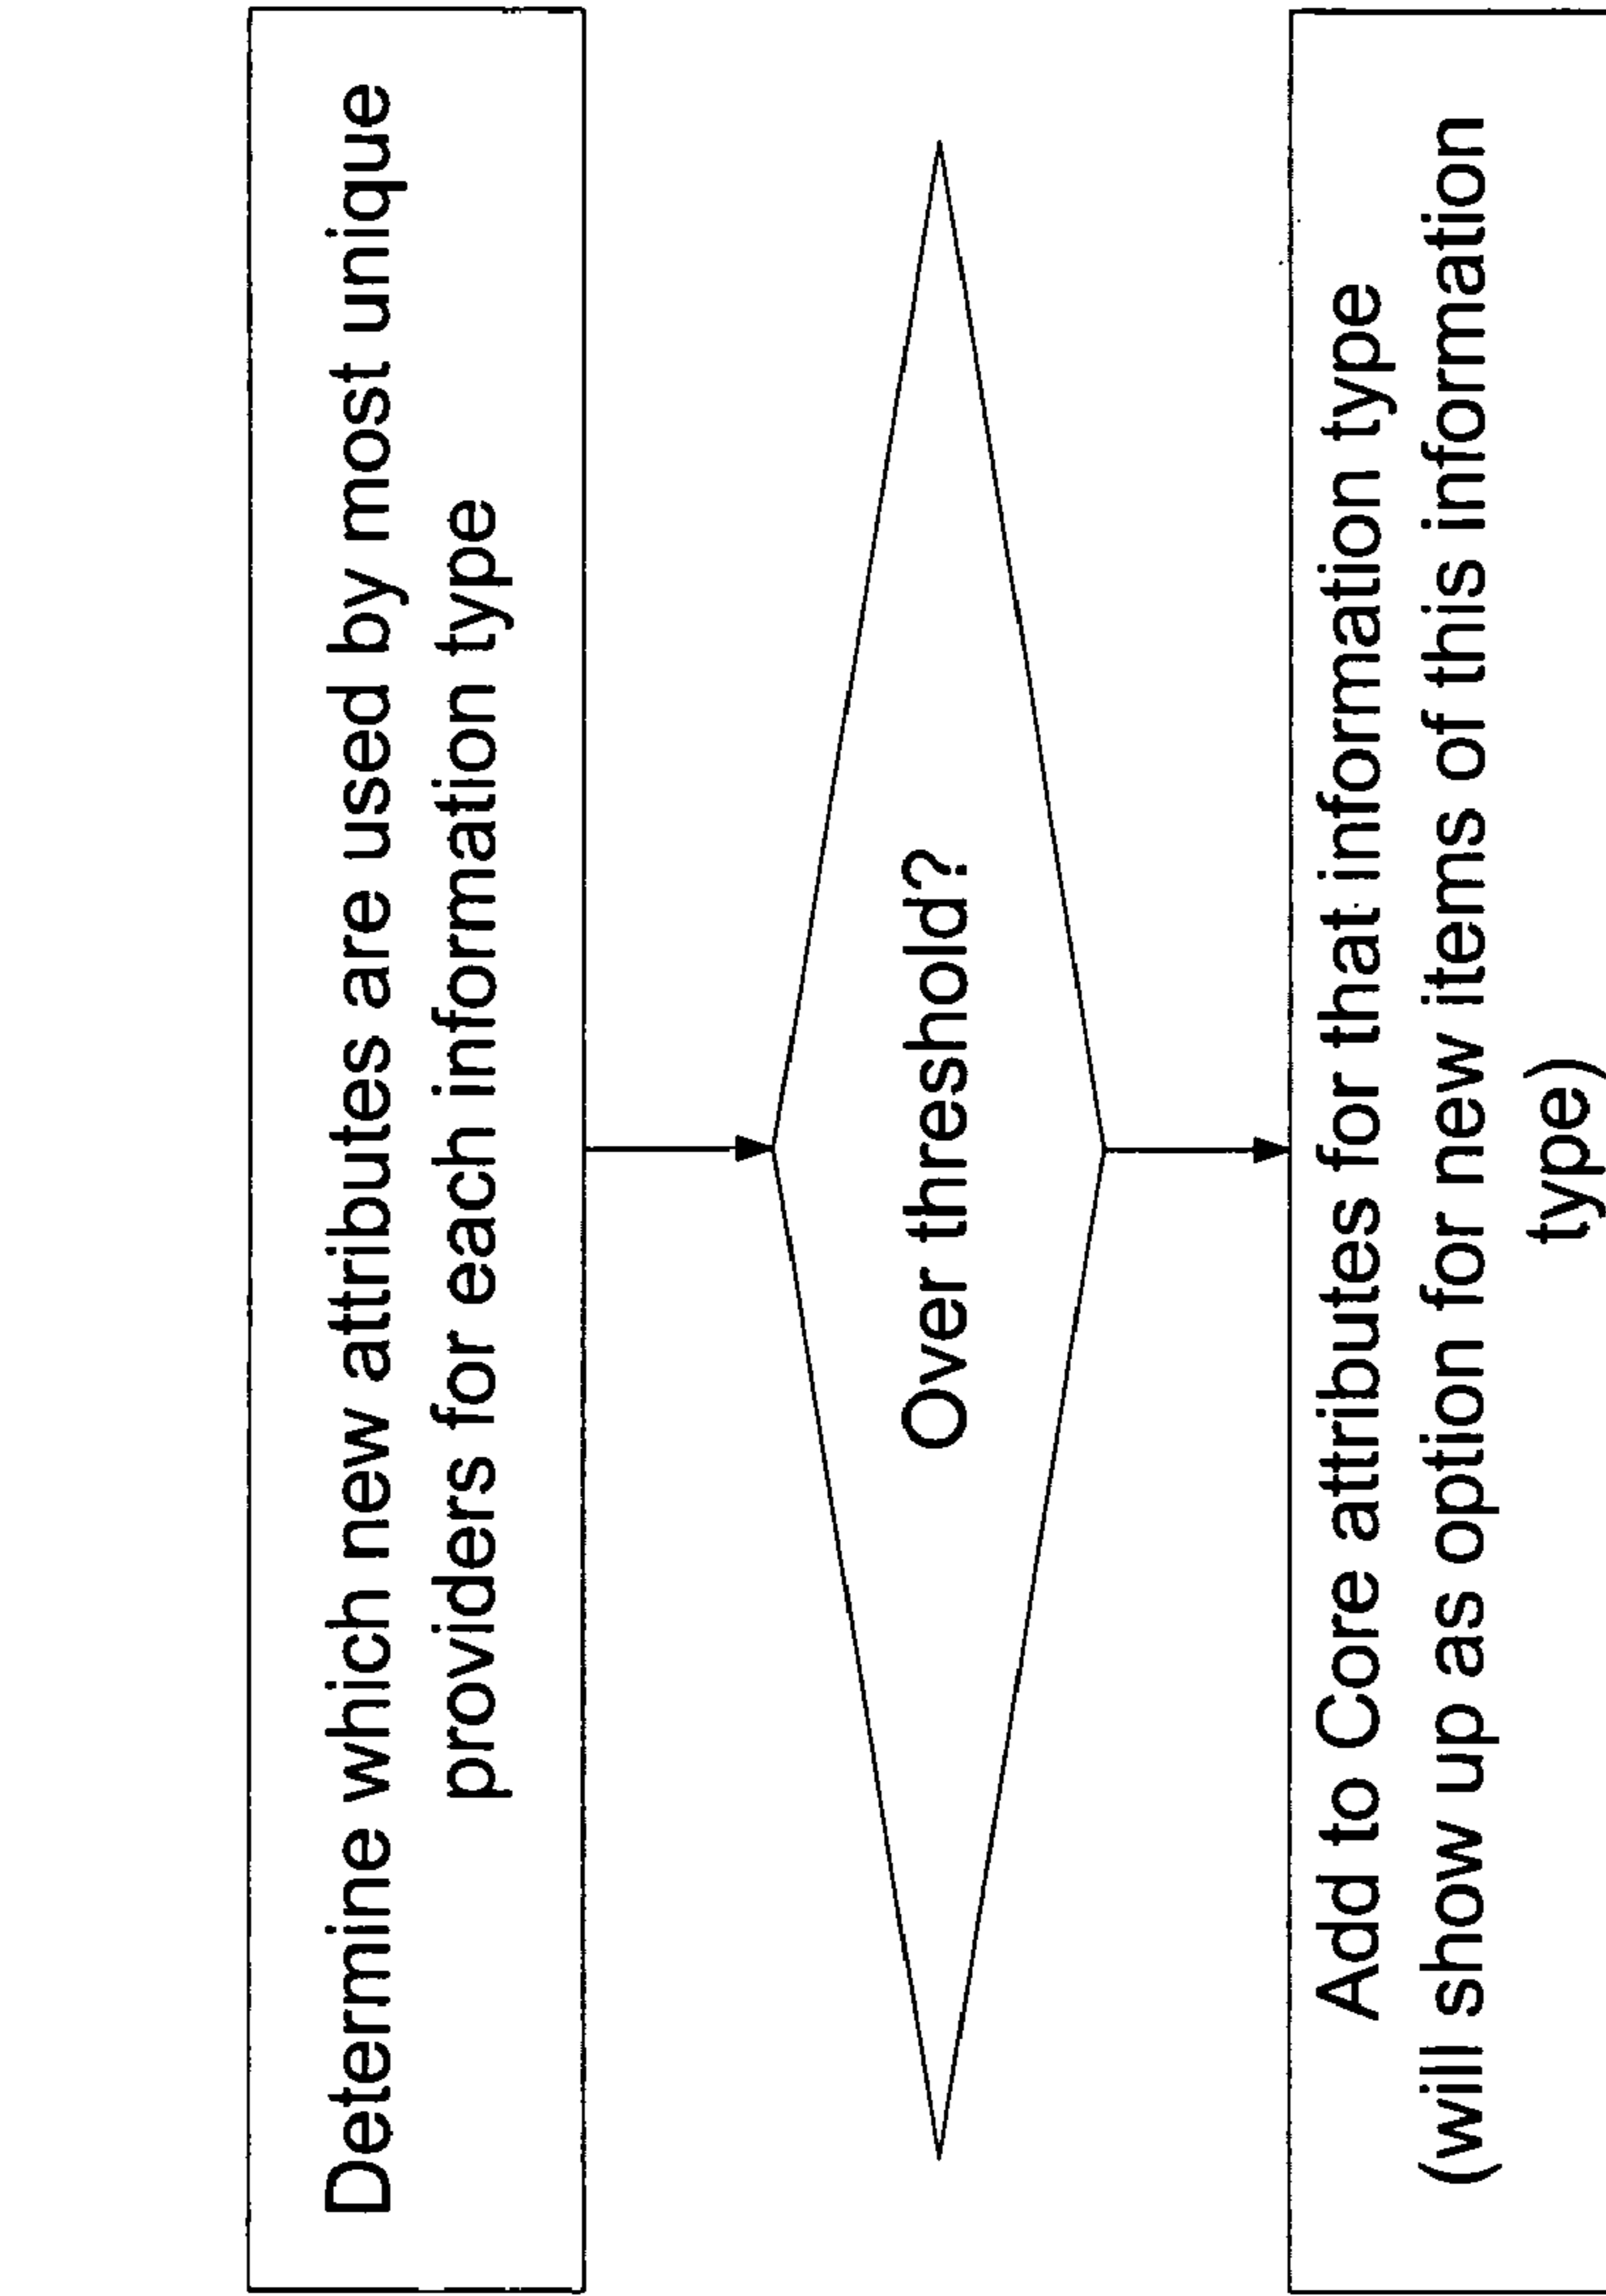 Determine which new attributes are used by most unique
providers for each information type
Over threshold?
Add to Core attributes for that information type
(will show up as option for new items of this information
type)